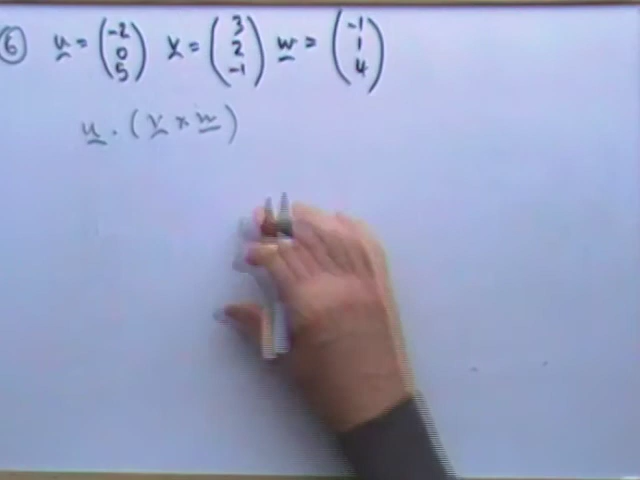 ⑥ u = (-2 0 5) v = (3 2 -1) w = (-1 1 4)
u . (v × w)